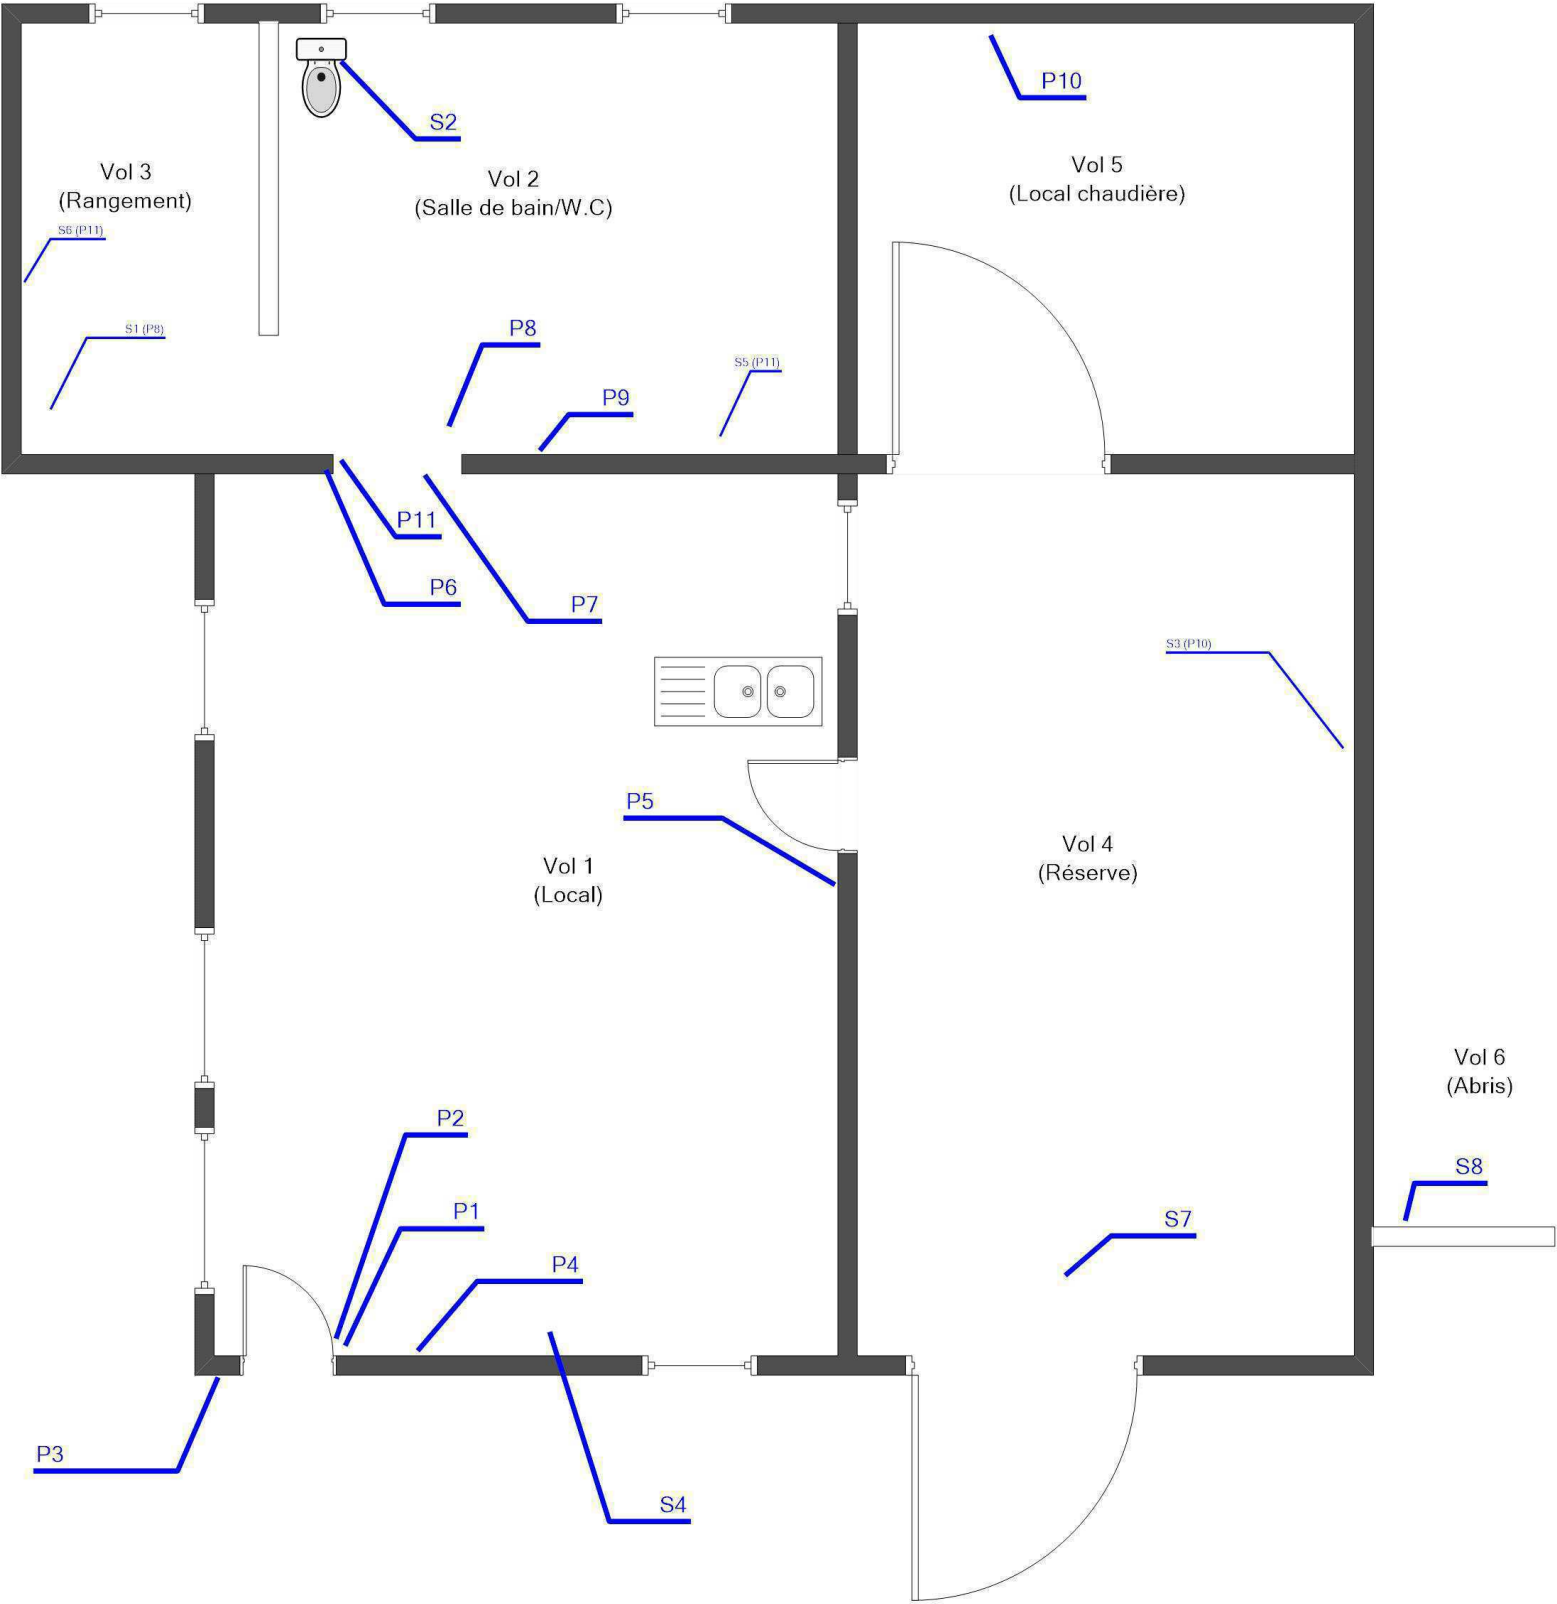 P10
S2
Vol 3
(Rangement)
Vol 2
(Salle de bain/W.C)
Vol 5
(Local chaudière)
S6 (P11)
S1 (P8)
P8
S5 (P11)
P9
P11
P6
P7
S3 (P10)
P5
Vol 1
(Local)
Vol 4
(Réserve)
Vol 6
(Abris)
P2
S8
P1
S7
P4
P3
S4